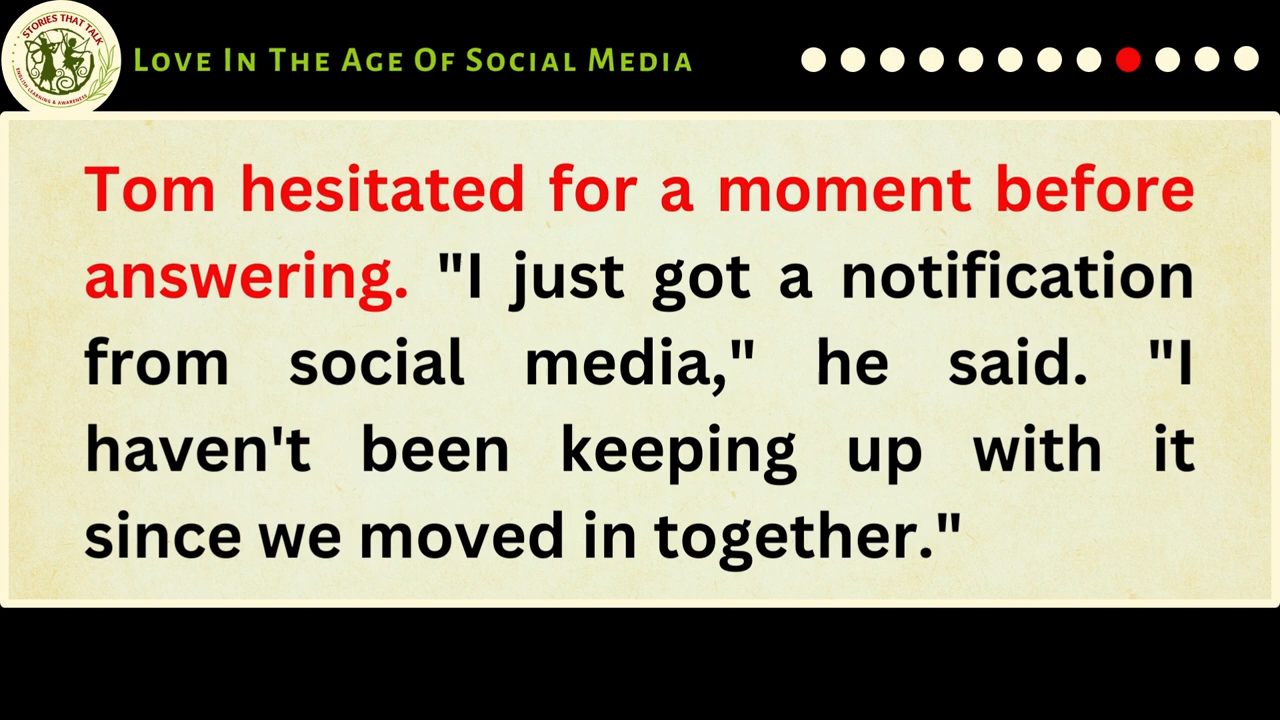 STORIES THAT TALK
ENGLISH LEARNING & AWARENESS
Love In The Age Of Social Media
Tom hesitated for a moment before
answering. "I just got a notification
from social media," he said. "I
haven't been keeping up with it
since we moved in together."